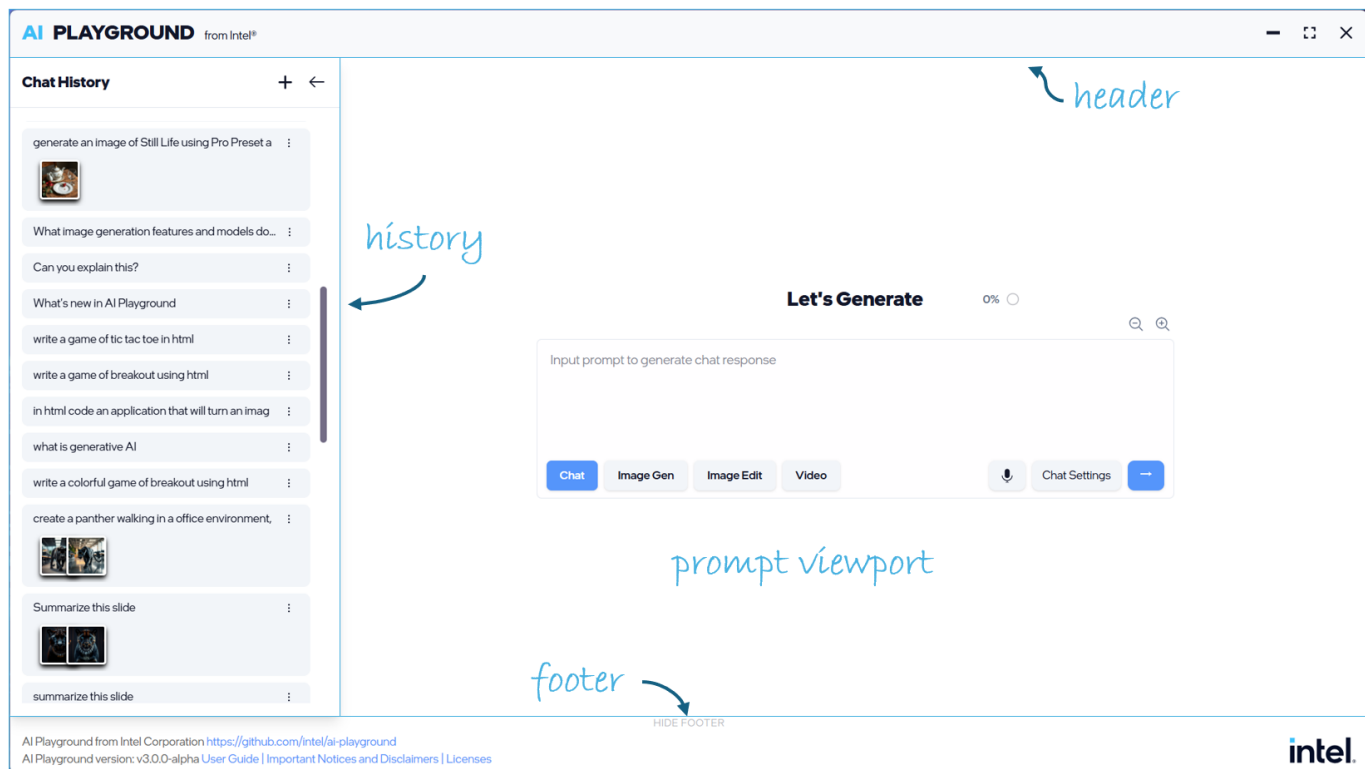 AI PLAYGROUND from Intel®
Chat History
header
generate an image of Still Life using Pro Preset a
What image generation features and models do...
history
Can you explain this?
What's new in AI Playground
Let's Generate 0%
write a game of tic tac toe in html
Input prompt to generate chat response
write a game of breakout using html
in html code an application that will turn an imag
what is generative AI
write a colorful game of breakout using html
Chat Image Gen Image Edit Video Chat Settings
create a panther walking in a office environment,
prompt viewport
Summarize this slide
footer
summarize this slide
HIDE FOOTER
AI Playground from Intel Corporation https://github.com/intel/ai-playground
AI Playground version: v3.0.0-alpha User Guide | Important Notices and Disclaimers | Licenses
intel.